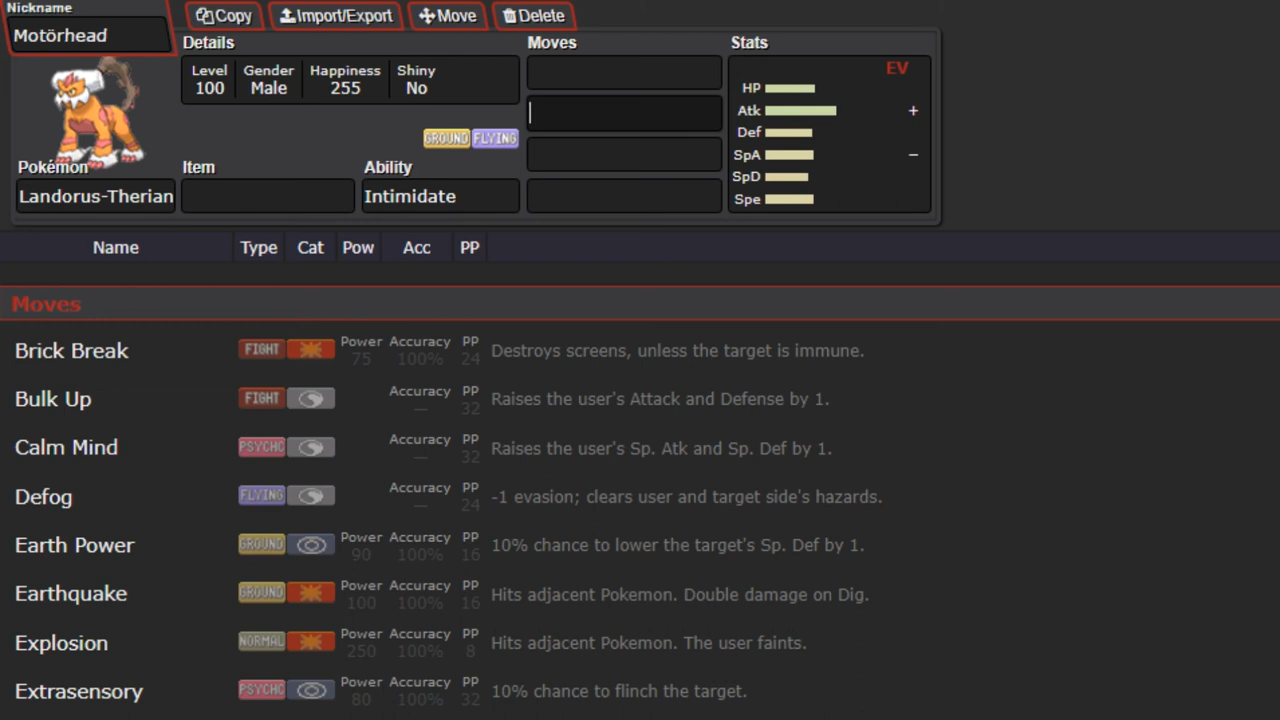 Nickname
Motörhead
Copy Import/Export Move Delete
Details
Level Gender Happiness Shiny
100 Male 255 No
GROUND FLYING
Pokémon Item Ability
Landorus-Therian Intimidate
Moves
Stats
EV
HP
Atk +
Def
SpA −
SpD
Spe
Name Type Cat Pow Acc PP
Moves
Brick Break FIGHT Power 75 Accuracy 100% PP 24 Destroys screens, unless the target is immune.
Bulk Up FIGHT Accuracy — PP 32 Raises the user's Attack and Defense by 1.
Calm Mind PSYCHC Accuracy — PP 32 Raises the user's Sp. Atk and Sp. Def by 1.
Defog FLYING Accuracy — PP 24 -1 evasion; clears user and target side's hazards.
Earth Power GROUND Power 90 Accuracy 100% PP 16 10% chance to lower the target's Sp. Def by 1.
Earthquake GROUND Power 100 Accuracy 100% PP 16 Hits adjacent Pokemon. Double damage on Dig.
Explosion NORMAL Power 250 Accuracy 100% PP 8 Hits adjacent Pokemon. The user faints.
Extrasensory PSYCHC Power 80 Accuracy 100% PP 32 10% chance to flinch the target.